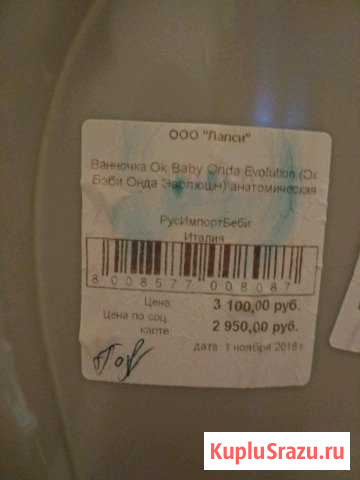 ООО "Лапси"
Ванночка Ok Baby Onda Evolution (Ок
Бэби Онда Эволюшн) анатомическая
РусИмпортБеби
Италия
8 008577 008087
Цена: 3 100,00 руб.
Цена по соц. карте: 2 950,00 руб.
дата: 1 ноября 2016 г.
KupluSrazu.ru